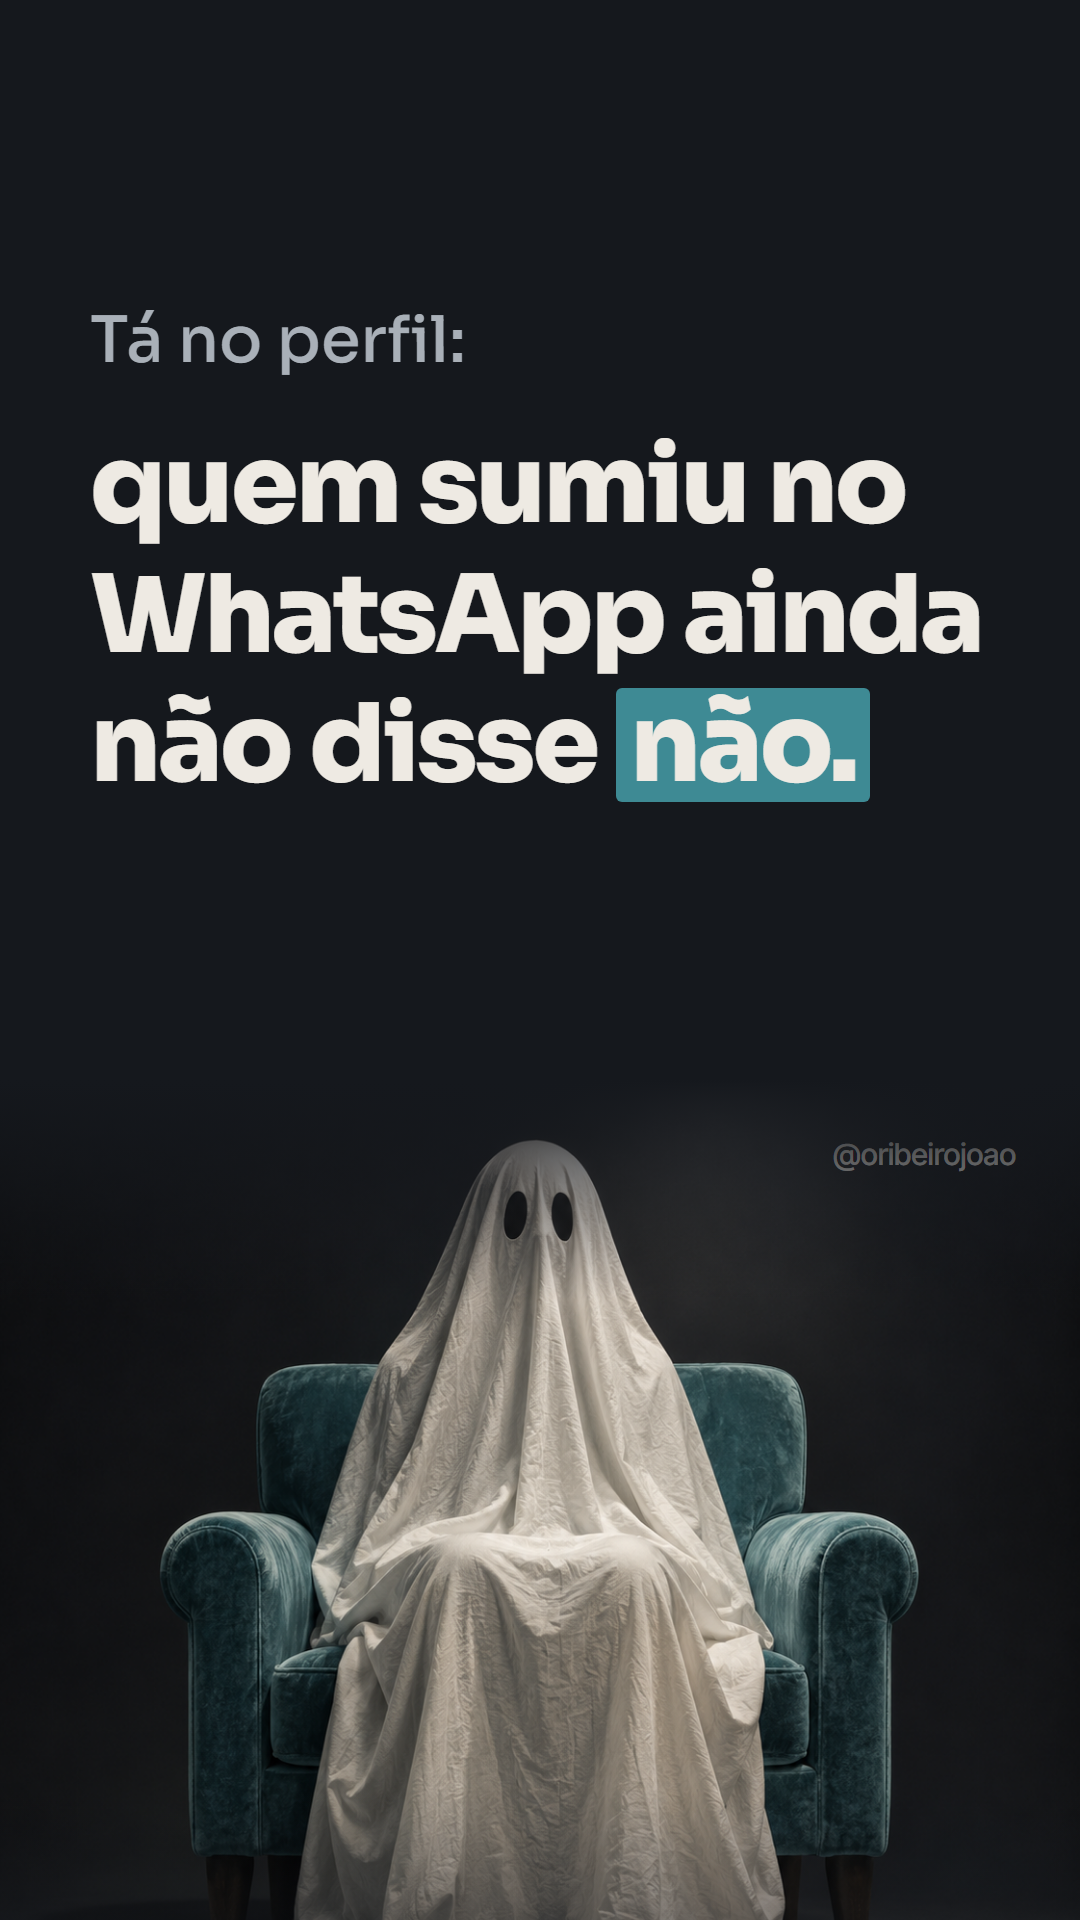 Tá no perfil:
quem sumiu no
WhatsApp ainda
não disse não.
@oribeirojoao